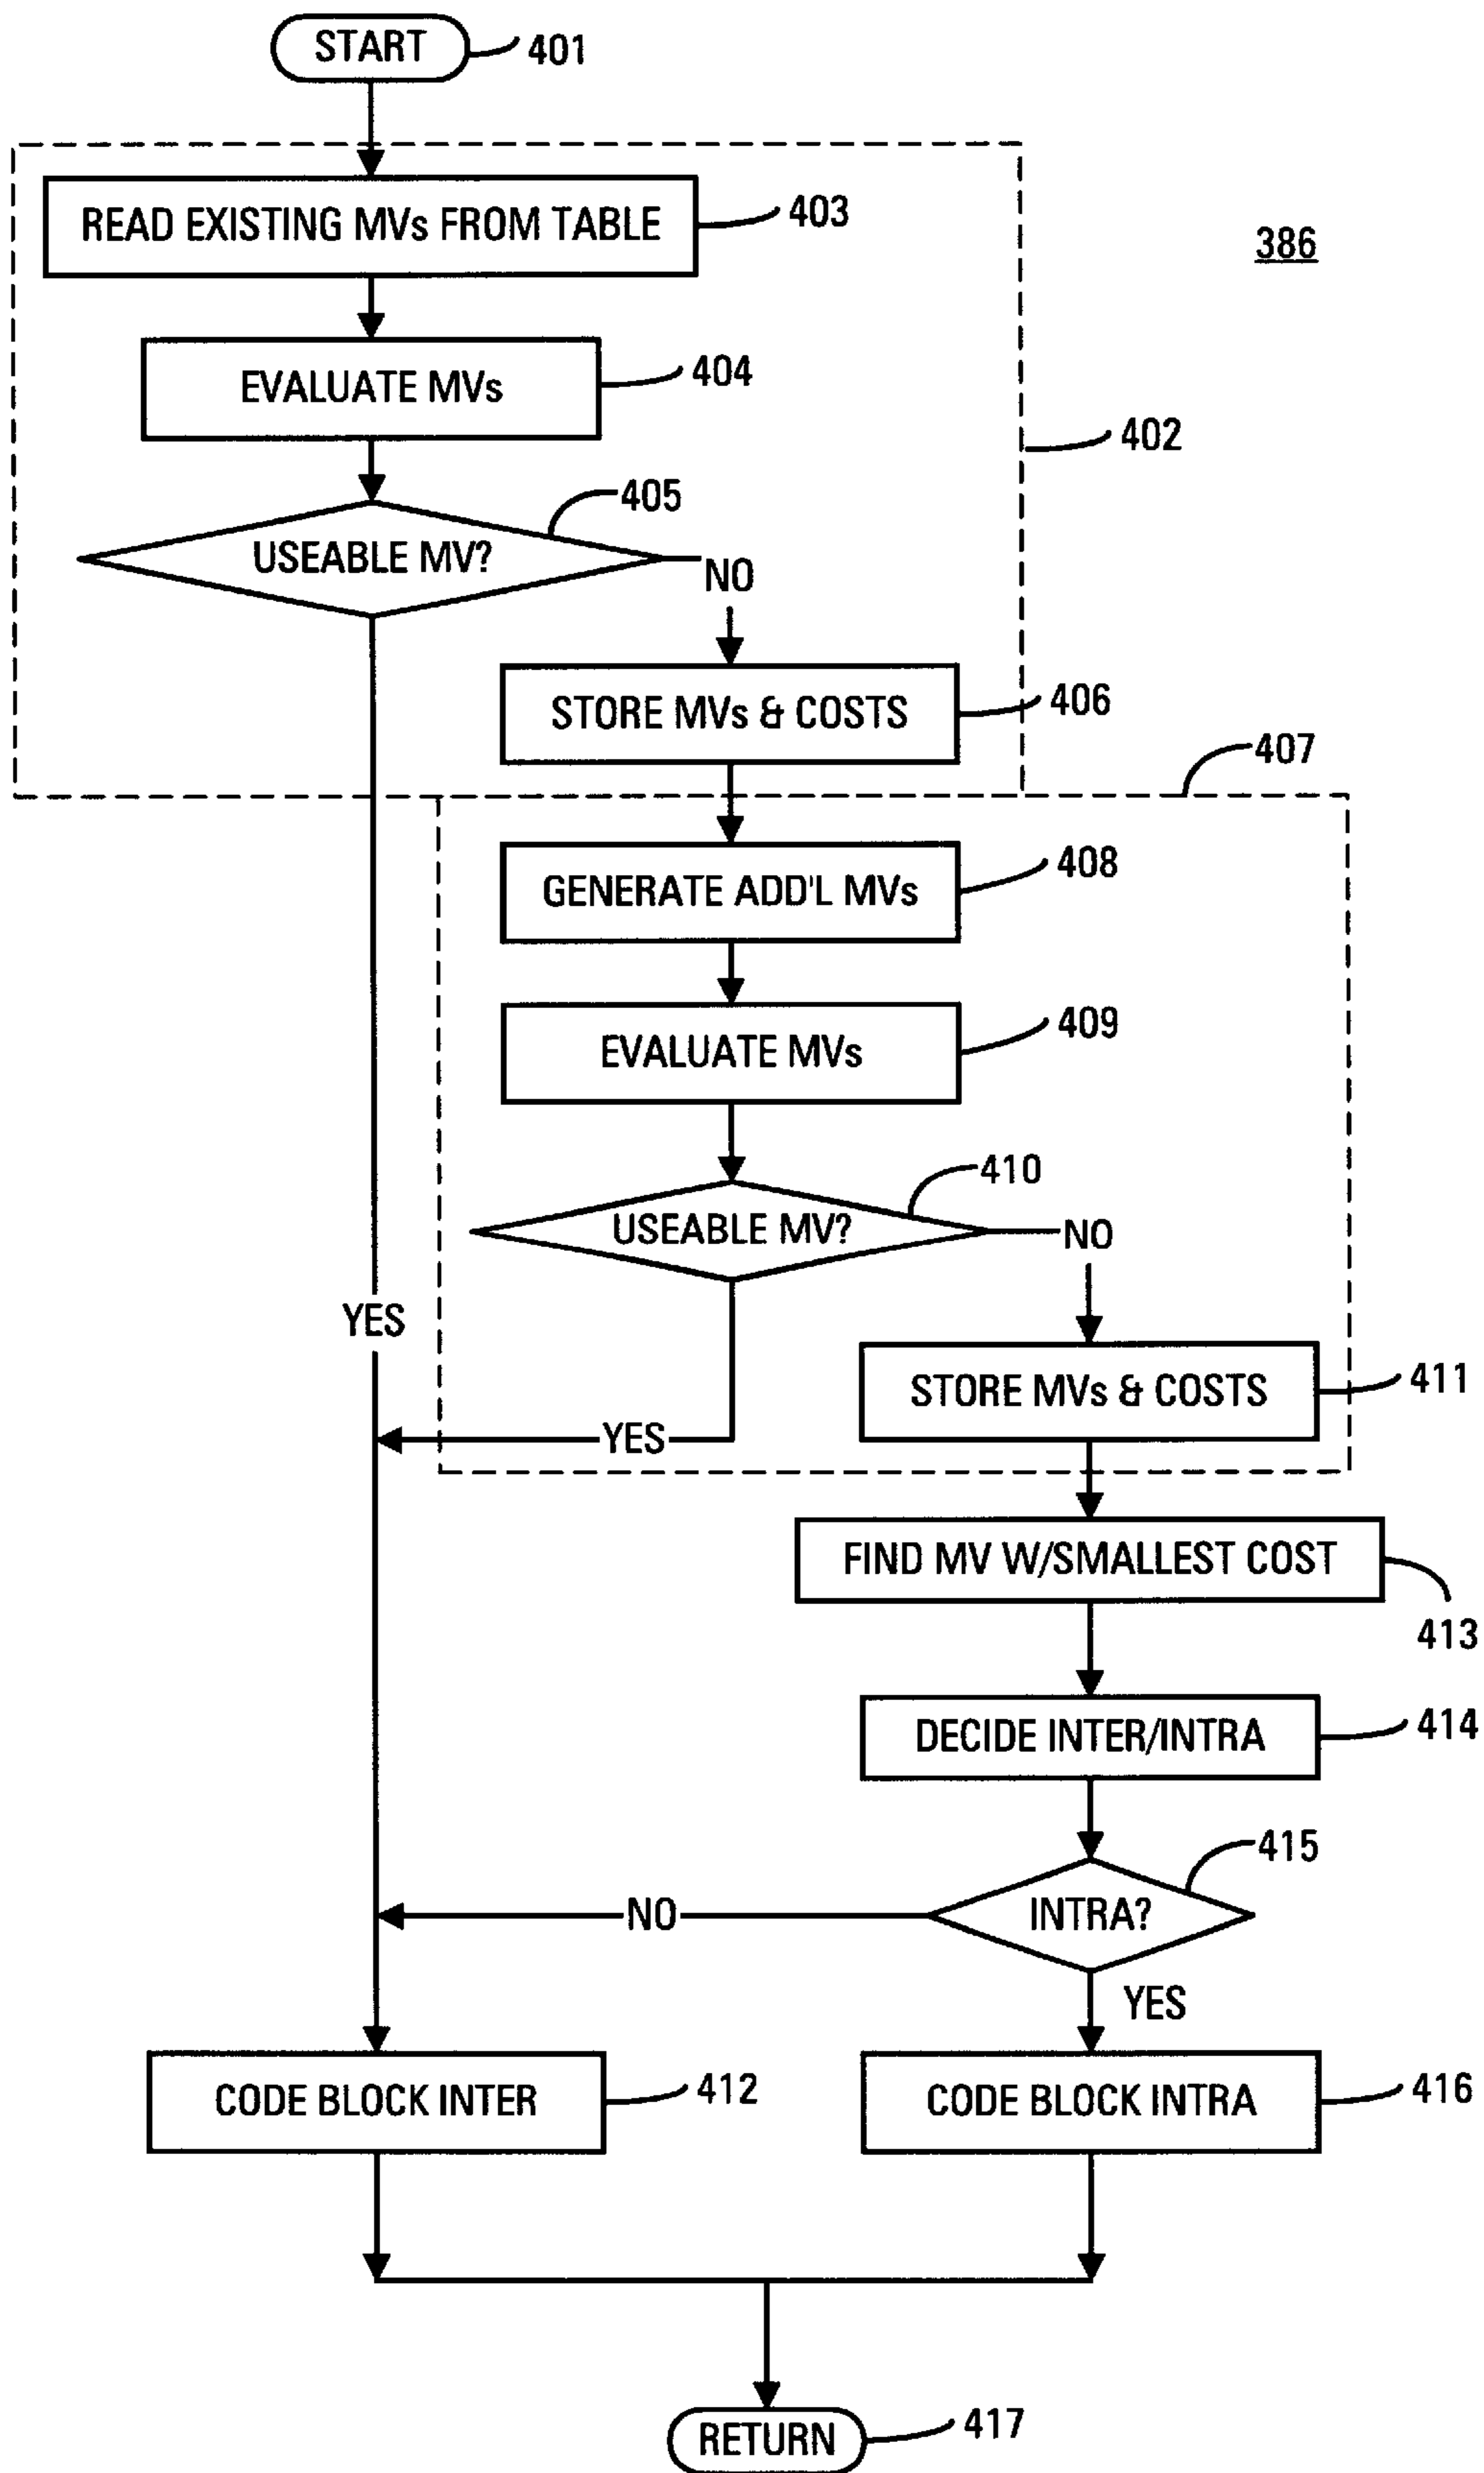 START
401
READ EXISTING MVs FROM TABLE
403
386
EVALUATE MVs
404
402
405
USEABLE MV?
NO
STORE MVs & COSTS
406
407
GENERATE ADD'L MVs
408
EVALUATE MVs
409
410
USEABLE MV?
NO
YES
STORE MVs & COSTS
411
YES
FIND MV W/SMALLEST COST
413
DECIDE INTER/INTRA
414
415
INTRA?
NO
YES
CODE BLOCK INTER
412
CODE BLOCK INTRA
416
RETURN
417